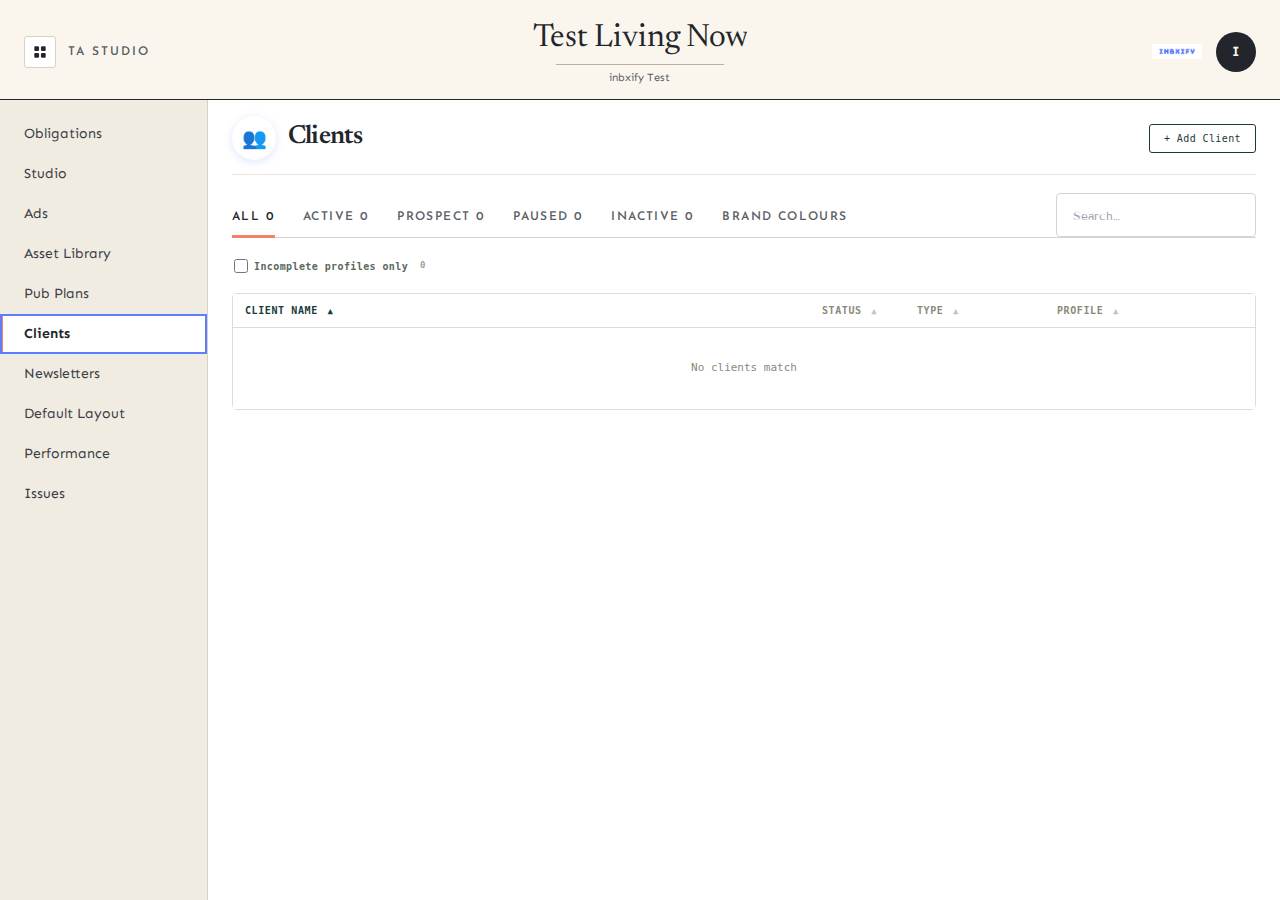 TA STUDIO
Test Living Now
inbxify Test
INBXIFY
I
Obligations
Studio
Ads
Asset Library
Pub Plans
Clients
Newsletters
Default Layout
Performance
Issues
Clients
+ Add Client
ALL 0 ACTIVE 0 PROSPECT 0 PAUSED 0 INACTIVE 0 BRAND COLOURS
Search...
Incomplete profiles only 0
CLIENT NAME ▲ STATUS ▲ TYPE ▲ PROFILE ▲
No clients match